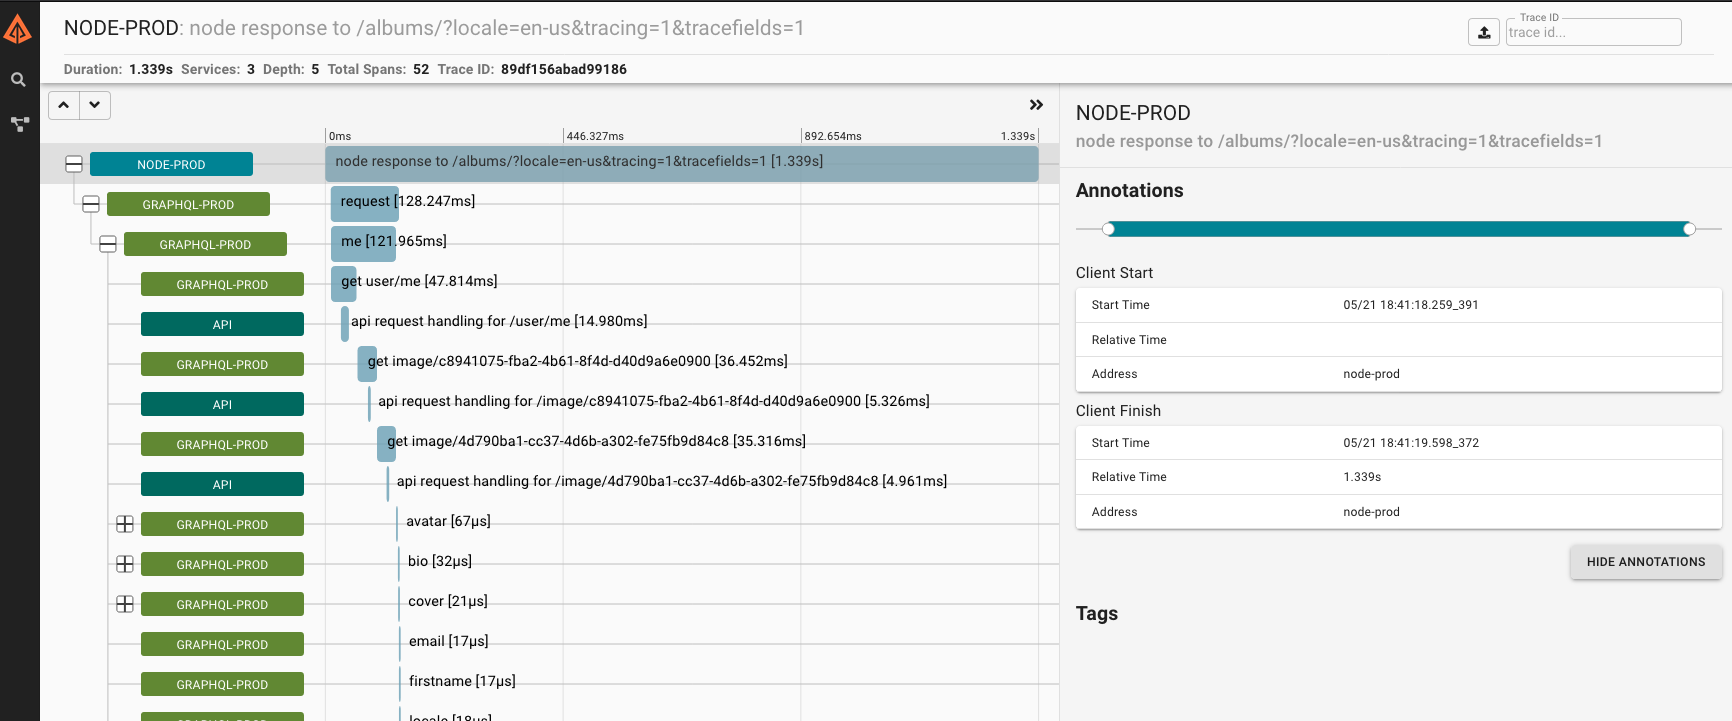 NODE-PROD: node response to /albums/?locale=en-us&tracing=1&tracefields=1
Trace ID
trace id...
Duration: 1.339s Services: 3 Depth: 5 Total Spans: 52 Trace ID: 89df156abad99186
0ms 446.327ms 892.654ms 1.339s
NODE-PROD node response to /albums/?locale=en-us&tracing=1&tracefields=1 [1.339s]
GRAPHQL-PROD request [128.247ms]
GRAPHQL-PROD me [121.965ms]
GRAPHQL-PROD get user/me [47.814ms]
API api request handling for /user/me [14.980ms]
GRAPHQL-PROD get image/c8941075-fba2-4b61-8f4d-d40d9a6e0900 [36.452ms]
API api request handling for /image/c8941075-fba2-4b61-8f4d-d40d9a6e0900 [5.326ms]
GRAPHQL-PROD get image/4d790ba1-cc37-4d6b-a302-fe75fb9d84c8 [35.316ms]
API api request handling for /image/4d790ba1-cc37-4d6b-a302-fe75fb9d84c8 [4.961ms]
GRAPHQL-PROD avatar [67µs]
GRAPHQL-PROD bio [32µs]
GRAPHQL-PROD cover [21µs]
GRAPHQL-PROD email [17µs]
GRAPHQL-PROD firstname [17µs]
GRAPHQL-PROD locale [18µs]
NODE-PROD
node response to /albums/?locale=en-us&tracing=1&tracefields=1
Annotations
Client Start
Start Time 05/21 18:41:18.259_391
Relative Time
Address node-prod
Client Finish
Start Time 05/21 18:41:19.598_372
Relative Time 1.339s
Address node-prod
HIDE ANNOTATIONS
Tags